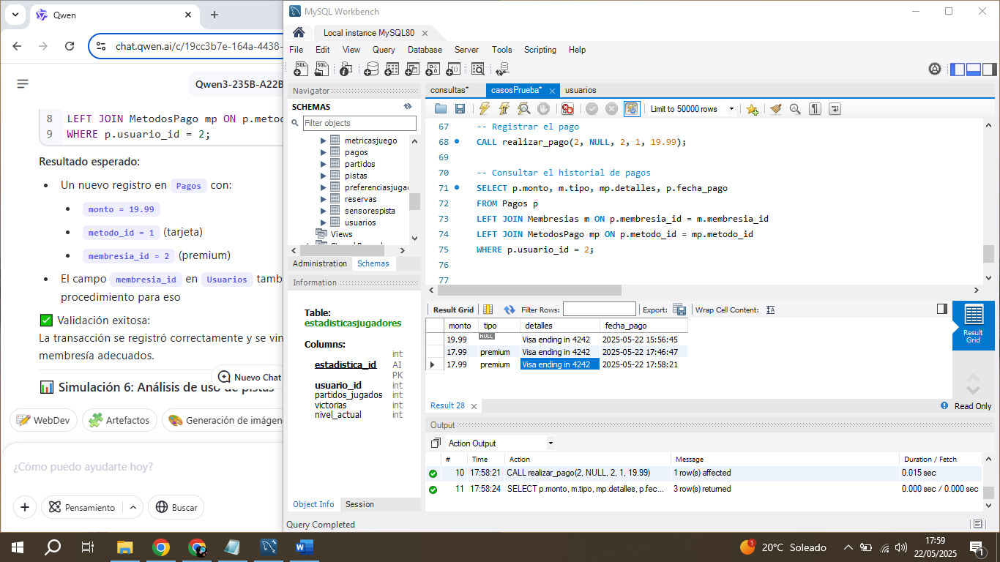 Qwen
chat.qwen.ai/c/19cc3b7e-164a-4438-
Qwen3-235B-A22B
8 LEFT JOIN MetodosPago mp ON p.metod
9 WHERE p.usuario_id = 2;
Resultado esperado:
Un nuevo registro en Pagos con:
monto = 19.99
metodo_id = 1 (tarjeta)
membresia_id = 2 (premium)
El campo membresia_id en Usuarios tamb
procedimiento para eso
Validación exitosa:
La transacción se registró correctamente y se vin
membresía adecuados.
Nuevo Chat
Simulación 6: Análisis de uso de pistas
WebDev
Artefactos
Generación de imágen
¿Cómo puedo ayudarte hoy?
Pensamiento
Buscar
MySQL Workbench
Local instance MySQL80
File Edit View Query Database Server Tools Scripting Help
Navigator
SCHEMAS
Filter objects
metricasjuego
pagos
partidos
pistas
preferenciasjugad
reservas
sensorespista
usuarios
Views
Administration Schemas
Information
Table:
estadisticasjugadores
Columns:
int
estadistica_id AI
PK
usuario_id int
partidos_jugados int
victorias int
nivel_actual int
Object Info Session
Query Completed
consultas* casosPrueba* usuarios
Limit to 50000 rows
67 -- Registrar el pago
68 CALL realizar_pago(2, NULL, 2, 1, 19.99);
69
70 -- Consultar el historial de pagos
71 SELECT p.monto, m.tipo, mp.detalles, p.fecha_pago
72 FROM Pagos p
73 LEFT JOIN Membresias m ON p.membresia_id = m.membresia_id
74 LEFT JOIN MetodosPago mp ON p.metodo_id = mp.metodo_id
75 WHERE p.usuario_id = 2;
76
77
Result Grid Filter Rows: Export: Wrap Cell Content:
monto tipo detalles fecha_pago
19.99 NULL Visa ending in 4242 2025-05-22 15:56:45
17.99 premium Visa ending in 4242 2025-05-22 17:46:47
17.99 premium Visa ending in 4242 2025-05-22 17:58:21
Result
Grid
Result 28
Read Only
Output
Action Output
# Time Action Message Duration / Fetch
10 17:58:21 CALL realizar_pago(2, NULL, 2, 1, 19.99) 1 row(s) affected 0.015 sec
11 17:58:24 SELECT p.monto, m.tipo, mp.detalles, p.fec... 3 row(s) returned 0.000 sec / 0.000 sec
1
20°C Soleado
17:59
22/05/2025
1